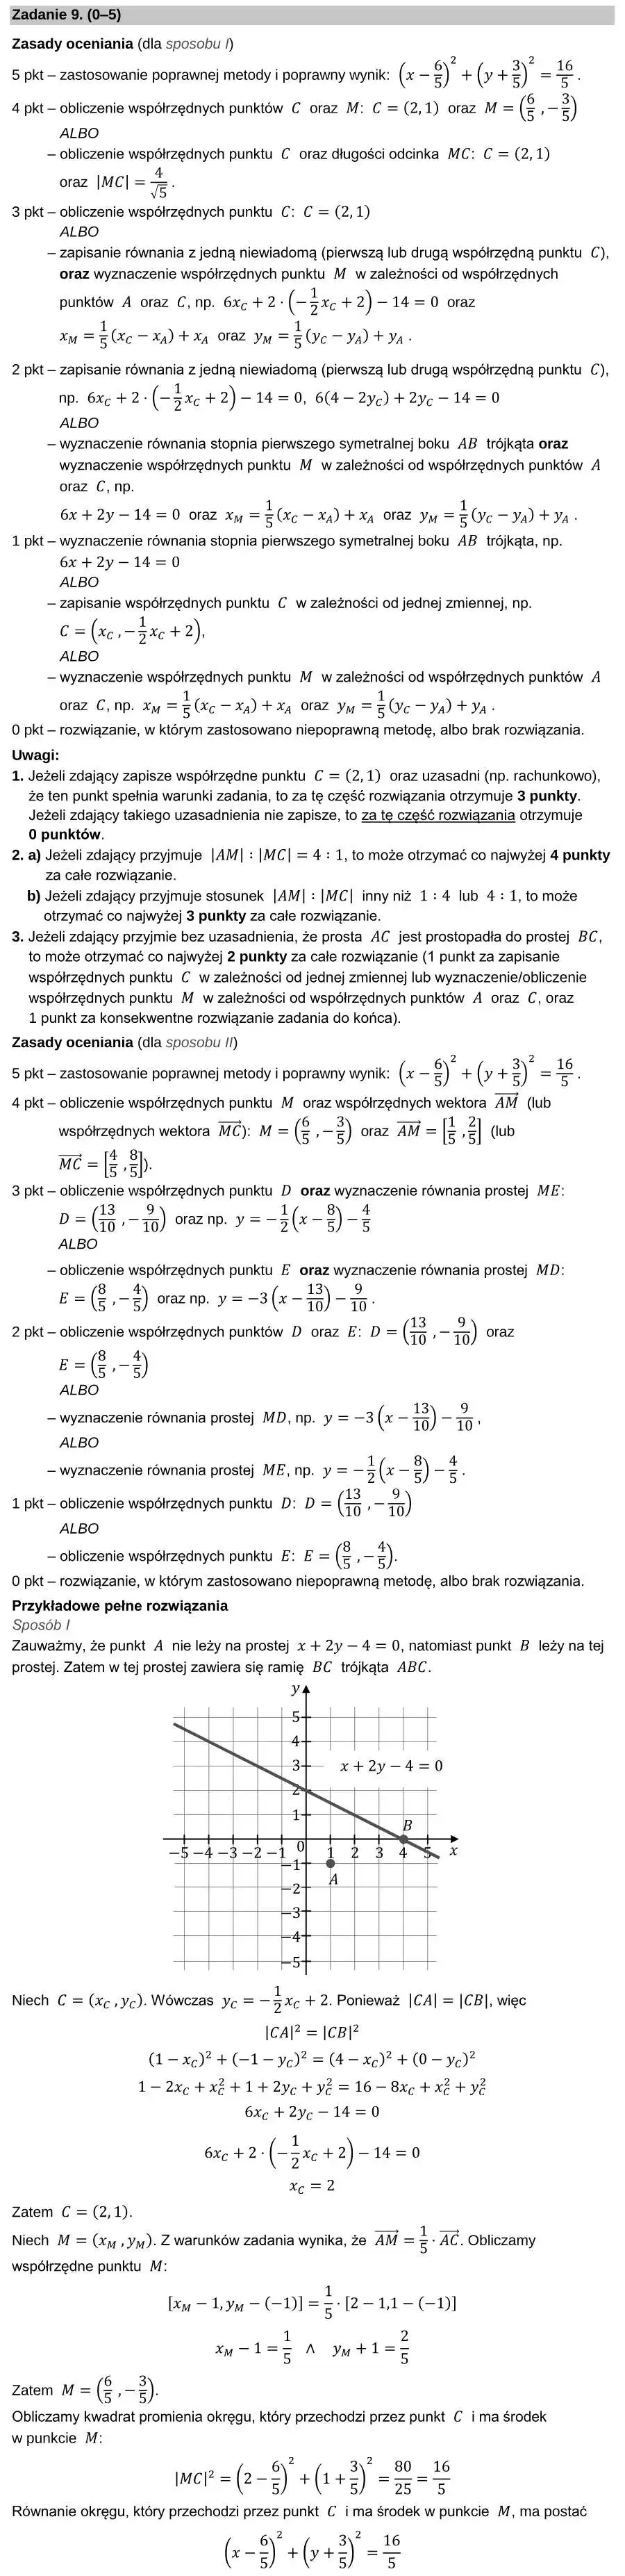 Zadanie 9. (0–5)
Zasady oceniania (dla sposobu I)
5 pkt – zastosowanie poprawnej metody i poprawny wynik: (x − 6/5)² + (y + 3/5)² = 16/5 .
4 pkt – obliczenie współrzędnych punktów C oraz M: C = (2, 1) oraz M = (6/5 , −3/5)
ALBO
– obliczenie współrzędnych punktu C oraz długości odcinka MC: C = (2, 1)
oraz |MC| = 4/√5 .
3 pkt – obliczenie współrzędnych punktu C: C = (2, 1)
ALBO
– zapisanie równania z jedną niewiadomą (pierwszą lub drugą współrzędną punktu C),
oraz wyznaczenie współrzędnych punktu M w zależności od współrzędnych
punktów A oraz C, np. 6x_C + 2 · (−1/2 x_C + 2) − 14 = 0 oraz
x_M = 1/5 (x_C − x_A) + x_A oraz y_M = 1/5 (y_C − y_A) + y_A .
2 pkt – zapisanie równania z jedną niewiadomą (pierwszą lub drugą współrzędną punktu C),
np. 6x_C + 2 · (−1/2 x_C + 2) − 14 = 0, 6(4 − 2y_C) + 2y_C − 14 = 0
ALBO
– wyznaczenie równania stopnia pierwszego symetralnej boku AB trójkąta oraz
wyznaczenie współrzędnych punktu M w zależności od współrzędnych punktów A
oraz C, np.
6x + 2y − 14 = 0 oraz x_M = 1/5 (x_C − x_A) + x_A oraz y_M = 1/5 (y_C − y_A) + y_A .
1 pkt – wyznaczenie równania stopnia pierwszego symetralnej boku AB trójkąta, np.
6x + 2y − 14 = 0
ALBO
– zapisanie współrzędnych punktu C w zależności od jednej zmiennej, np.
C = (x_C , −1/2 x_C + 2),
ALBO
– wyznaczenie współrzędnych punktu M w zależności od współrzędnych punktów A
oraz C, np. x_M = 1/5 (x_C − x_A) + x_A oraz y_M = 1/5 (y_C − y_A) + y_A .
0 pkt – rozwiązanie, w którym zastosowano niepoprawną metodę, albo brak rozwiązania.
Uwagi:
1. Jeżeli zdający zapisze współrzędne punktu C = (2, 1) oraz uzasadni (np. rachunkowo),
że ten punkt spełnia warunki zadania, to za tę część rozwiązania otrzymuje 3 punkty.
Jeżeli zdający takiego uzasadnienia nie zapisze, to za tę część rozwiązania otrzymuje
0 punktów.
2. a) Jeżeli zdający przyjmuje |AM| : |MC| = 4 : 1, to może otrzymać co najwyżej 4 punkty
za całe rozwiązanie.
b) Jeżeli zdający przyjmuje stosunek |AM| : |MC| inny niż 1 : 4 lub 4 : 1, to może
otrzymać co najwyżej 3 punkty za całe rozwiązanie.
3. Jeżeli zdający przyjmie bez uzasadnienia, że prosta AC jest prostopadła do prostej BC,
to może otrzymać co najwyżej 2 punkty za całe rozwiązanie (1 punkt za zapisanie
współrzędnych punktu C w zależności od jednej zmiennej lub wyznaczenie/obliczenie
współrzędnych punktu M w zależności od współrzędnych punktów A oraz C, oraz
1 punkt za konsekwentne rozwiązanie zadania do końca).
Zasady oceniania (dla sposobu II)
5 pkt – zastosowanie poprawnej metody i poprawny wynik: (x − 6/5)² + (y + 3/5)² = 16/5 .
4 pkt – obliczenie współrzędnych punktu M oraz współrzędnych wektora AM→ (lub
współrzędnych wektora MC→): M = (6/5 , −3/5) oraz AM→ = [1/5 , 2/5] (lub
MC→ = [4/5 , 8/5]).
3 pkt – obliczenie współrzędnych punktu D oraz wyznaczenie równania prostej ME:
D = (13/10 , −9/10) oraz np. y = −1/2 (x − 8/5) − 4/5
ALBO
– obliczenie współrzędnych punktu E oraz wyznaczenie równania prostej MD:
E = (8/5 , −4/5) oraz np. y = −3 (x − 13/10) − 9/10 .
2 pkt – obliczenie współrzędnych punktów D oraz E: D = (13/10 , −9/10) oraz
E = (8/5 , −4/5)
ALBO
– wyznaczenie równania prostej MD, np. y = −3 (x − 13/10) − 9/10 ,
ALBO
– wyznaczenie równania prostej ME, np. y = −1/2 (x − 8/5) − 4/5 .
1 pkt – obliczenie współrzędnych punktu D: D = (13/10 , −9/10)
ALBO
– obliczenie współrzędnych punktu E: E = (8/5 , −4/5).
0 pkt – rozwiązanie, w którym zastosowano niepoprawną metodę, albo brak rozwiązania.
Przykładowe pełne rozwiązania
Sposób I
Zauważmy, że punkt A nie leży na prostej x + 2y − 4 = 0, natomiast punkt B leży na tej
prostej. Zatem w tej prostej zawiera się ramię BC trójkąta ABC.
y
5
4
3 x + 2y − 4 = 0
2
1
B
−5 −4 −3 −2 −1 0 1 2 3 4 5 x
−1
A
−2
−3
−4
−5
Niech C = (x_C , y_C). Wówczas y_C = −1/2 x_C + 2. Ponieważ |CA| = |CB|, więc
|CA|² = |CB|²
(1 − x_C)² + (−1 − y_C)² = (4 − x_C)² + (0 − y_C)²
1 − 2x_C + x_C² + 1 + 2y_C + y_C² = 16 − 8x_C + x_C² + y_C²
6x_C + 2y_C − 14 = 0
6x_C + 2 · (−1/2 x_C + 2) − 14 = 0
x_C = 2
Zatem C = (2, 1).
Niech M = (x_M , y_M). Z warunków zadania wynika, że AM→ = 1/5 · AC→. Obliczamy
współrzędne punktu M:
[x_M − 1, y_M − (−1)] = 1/5 · [2 − 1,1 − (−1)]
x_M − 1 = 1/5 ∧ y_M + 1 = 2/5
Zatem M = (6/5 , −3/5).
Obliczamy kwadrat promienia okręgu, który przechodzi przez punkt C i ma środek
w punkcie M:
|MC|² = (2 − 6/5)² + (1 + 3/5)² = 80/25 = 16/5
Równanie okręgu, który przechodzi przez punkt C i ma środek w punkcie M, ma postać
(x − 6/5)² + (y + 3/5)² = 16/5